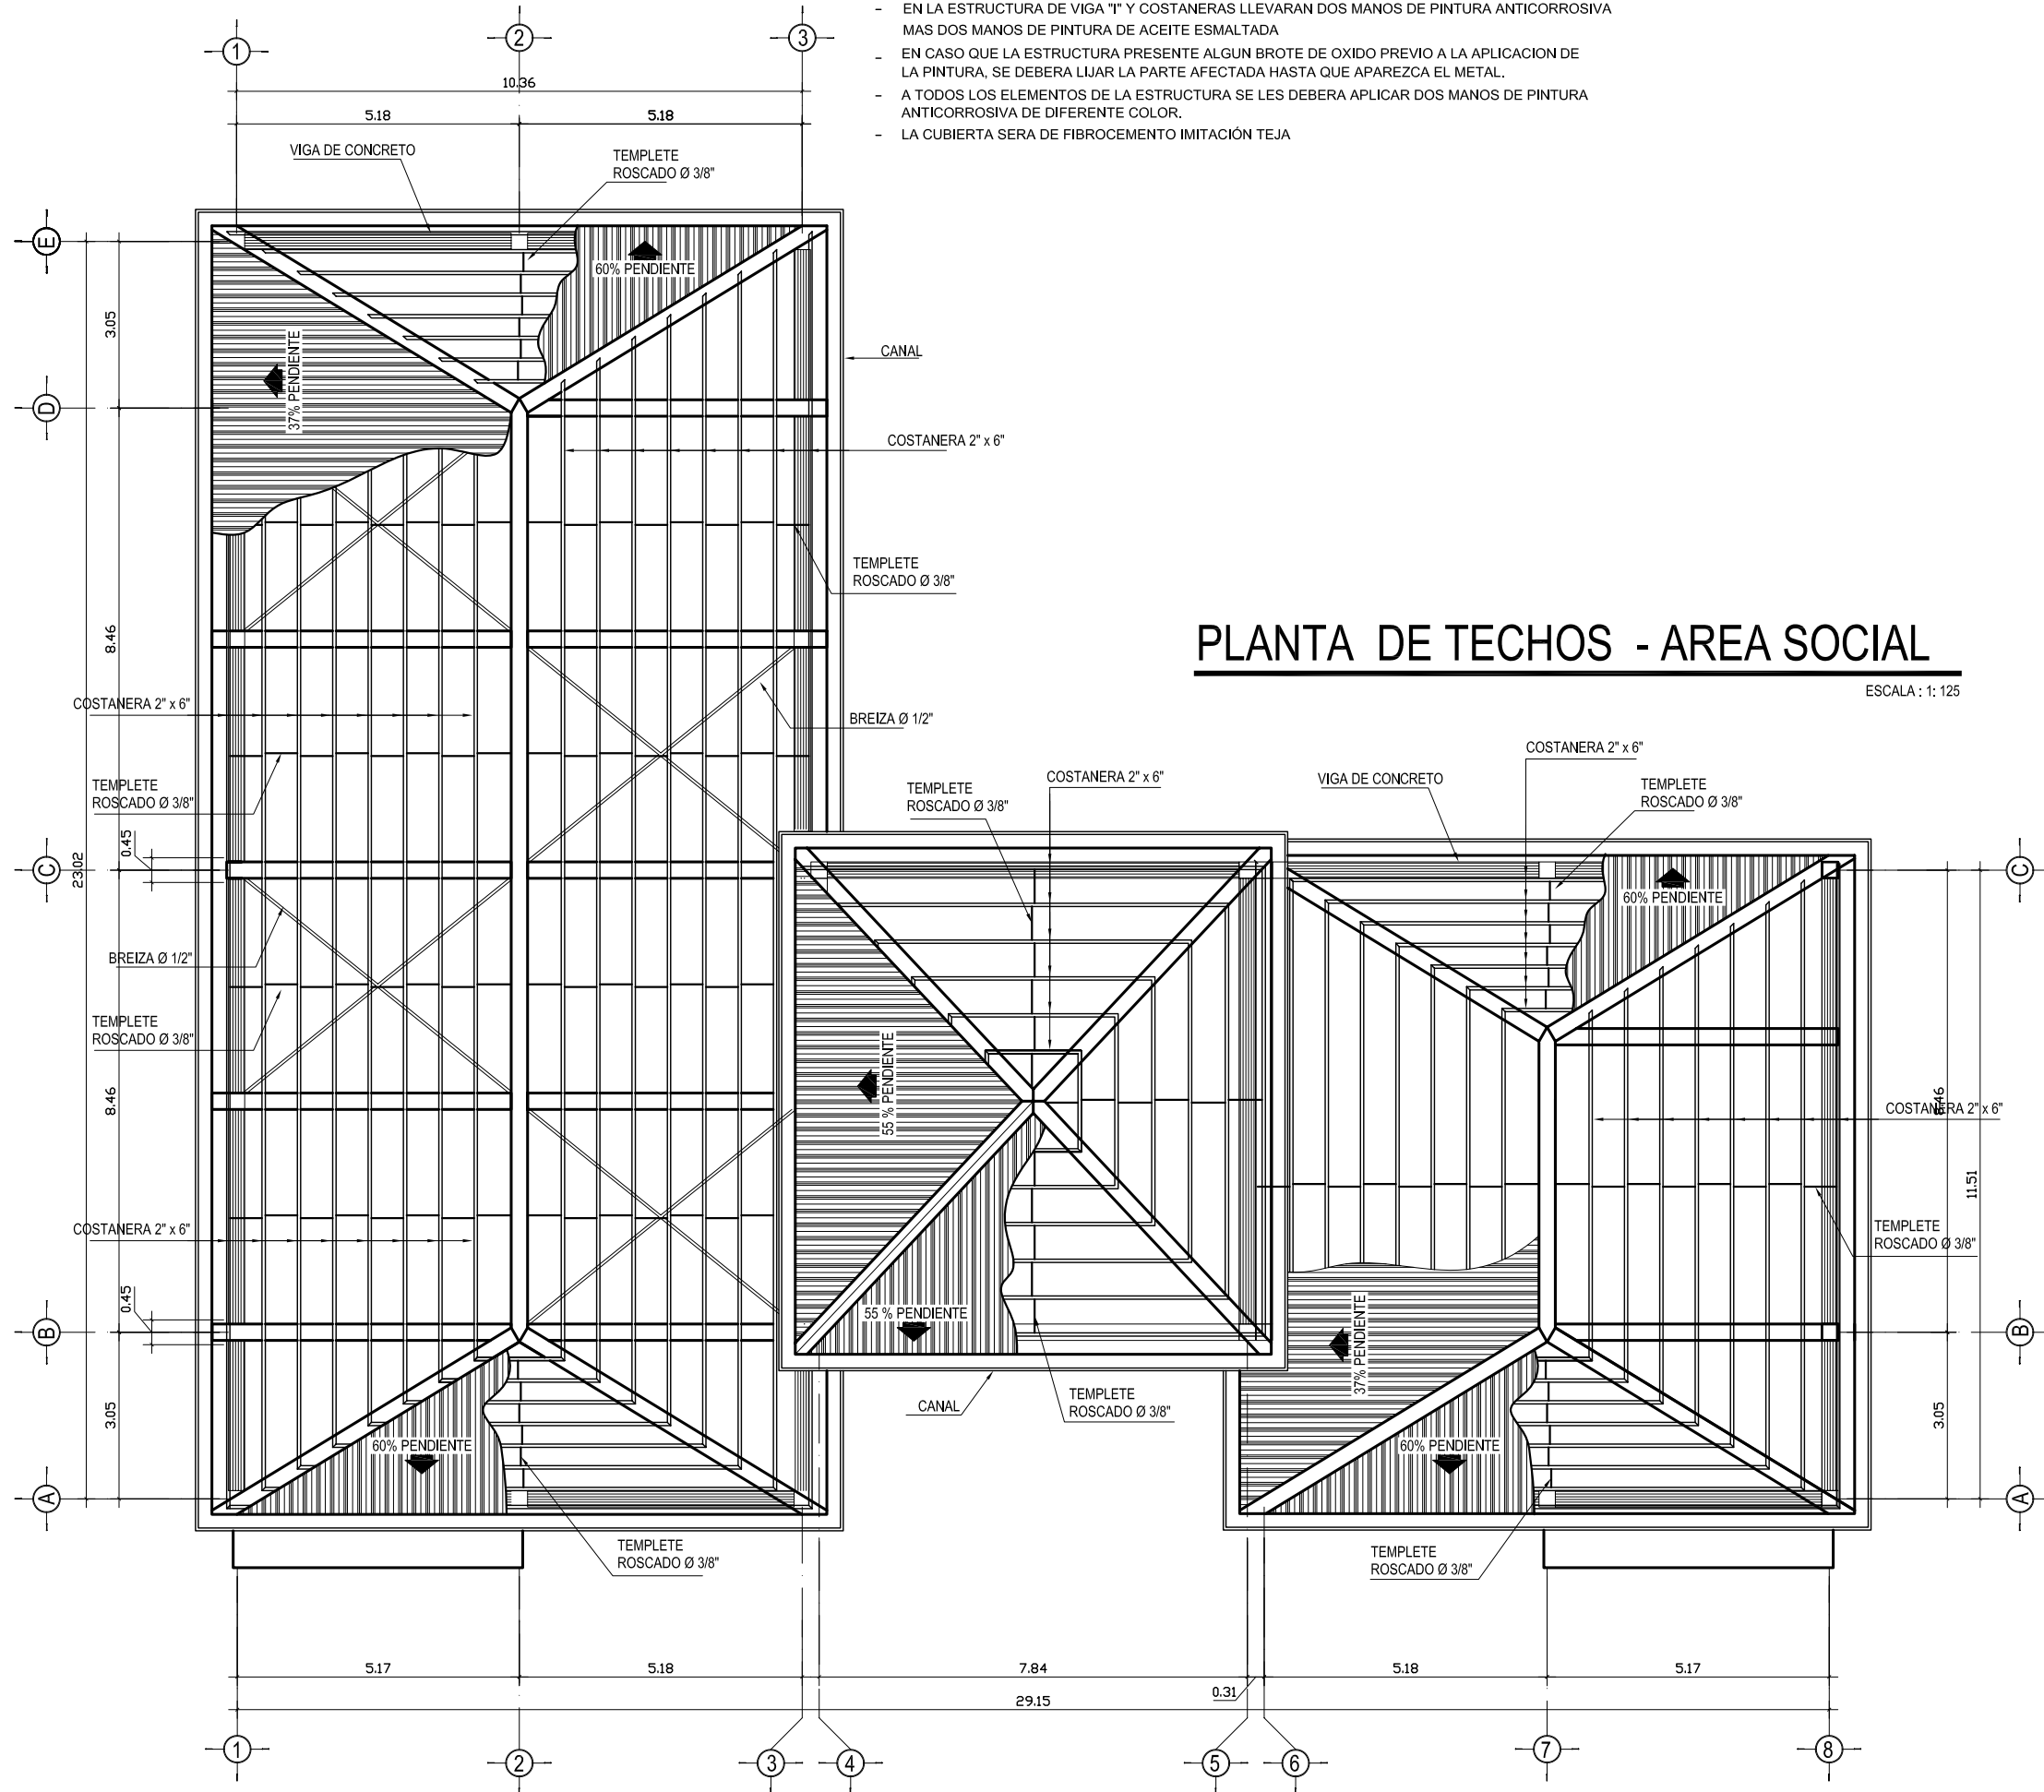 - EN LA ESTRUCTURA DE VIGA "I" Y COSTANERAS LLEVARAN DOS MANOS DE PINTURA ANTICORROSIVA
MAS DOS MANOS DE PINTURA DE ACEITE ESMALTADA
- EN CASO QUE LA ESTRUCTURA PRESENTE ALGUN BROTE DE OXIDO PREVIO A LA APLICACION DE
LA PINTURA, SE DEBERA LIJAR LA PARTE AFECTADA HASTA QUE APAREZCA EL METAL.
- A TODOS LOS ELEMENTOS DE LA ESTRUCTURA SE LES DEBERA APLICAR DOS MANOS DE PINTURA
ANTICORROSIVA DE DIFERENTE COLOR.
- LA CUBIERTA SERA DE FIBROCEMENTO IMITACIÓN TEJA
1
2
3
10.36
5.18
5.18
VIGA DE CONCRETO
TEMPLETE
ROSCADO Ø 3/8"
E
60% PENDIENTE
3.05
37% PENDIENTE
CANAL
D
COSTANERA 2" x 6"
TEMPLETE
ROSCADO Ø 3/8"
8.46
PLANTA DE TECHOS - AREA SOCIAL
ESCALA : 1: 125
COSTANERA 2" x 6"
BREIZA Ø 1/2"
COSTANERA 2" x 6"
TEMPLETE
ROSCADO Ø 3/8"
TEMPLETE
ROSCADO Ø 3/8"
COSTANERA 2" x 6"
VIGA DE CONCRETO
TEMPLETE
ROSCADO Ø 3/8"
0.45
C
23.02
C
60% PENDIENTE
BREIZA Ø 1/2"
TEMPLETE
ROSCADO Ø 3/8"
55 % PENDIENTE
8.46
8.46
COSTANERA 2" x 6"
11.51
COSTANERA 2" x 6"
TEMPLETE
ROSCADO Ø 3/8"
0.45
B
55 % PENDIENTE
37% PENDIENTE
B
CANAL
TEMPLETE
ROSCADO Ø 3/8"
3.05
3.05
60% PENDIENTE
60% PENDIENTE
A
A
TEMPLETE
ROSCADO Ø 3/8"
TEMPLETE
ROSCADO Ø 3/8"
5.17
5.18
7.84
0.31
5.18
5.17
29.15
1
2
3
4
5
6
7
8